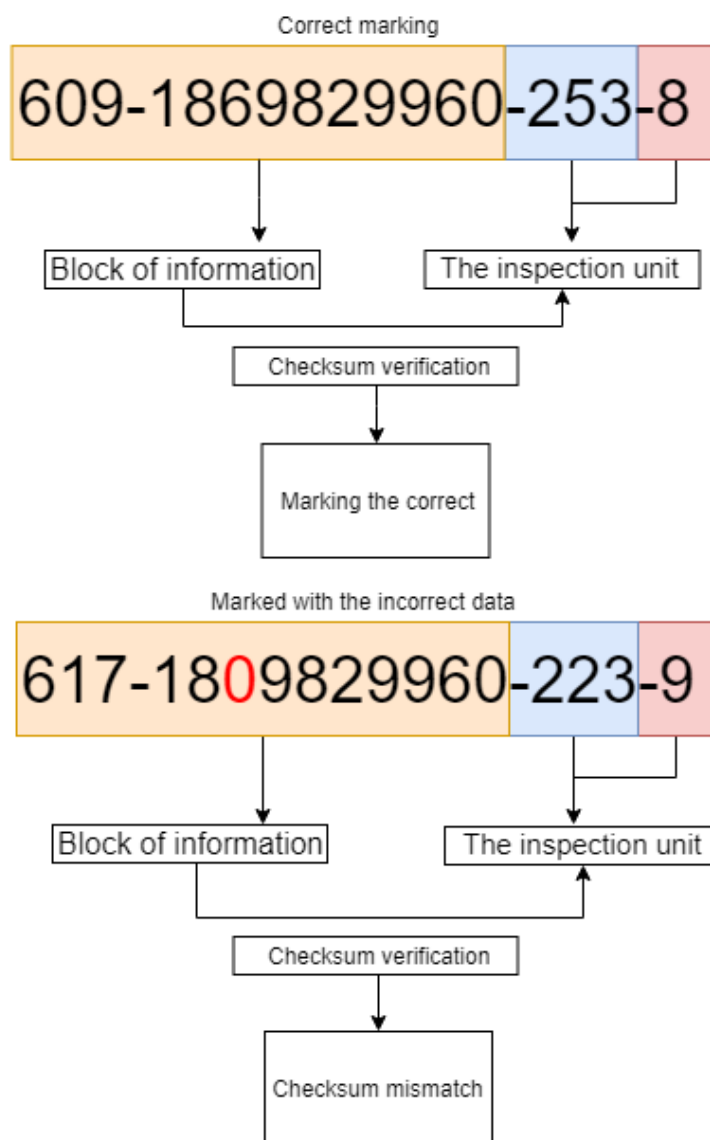 Correct marking
609-1869829960-253-8
Block of information
The inspection unit
Checksum verification
Marking the correct
Marked with the incorrect data
617-1809829960-223-9
Block of information
The inspection unit
Checksum verification
Checksum mismatch